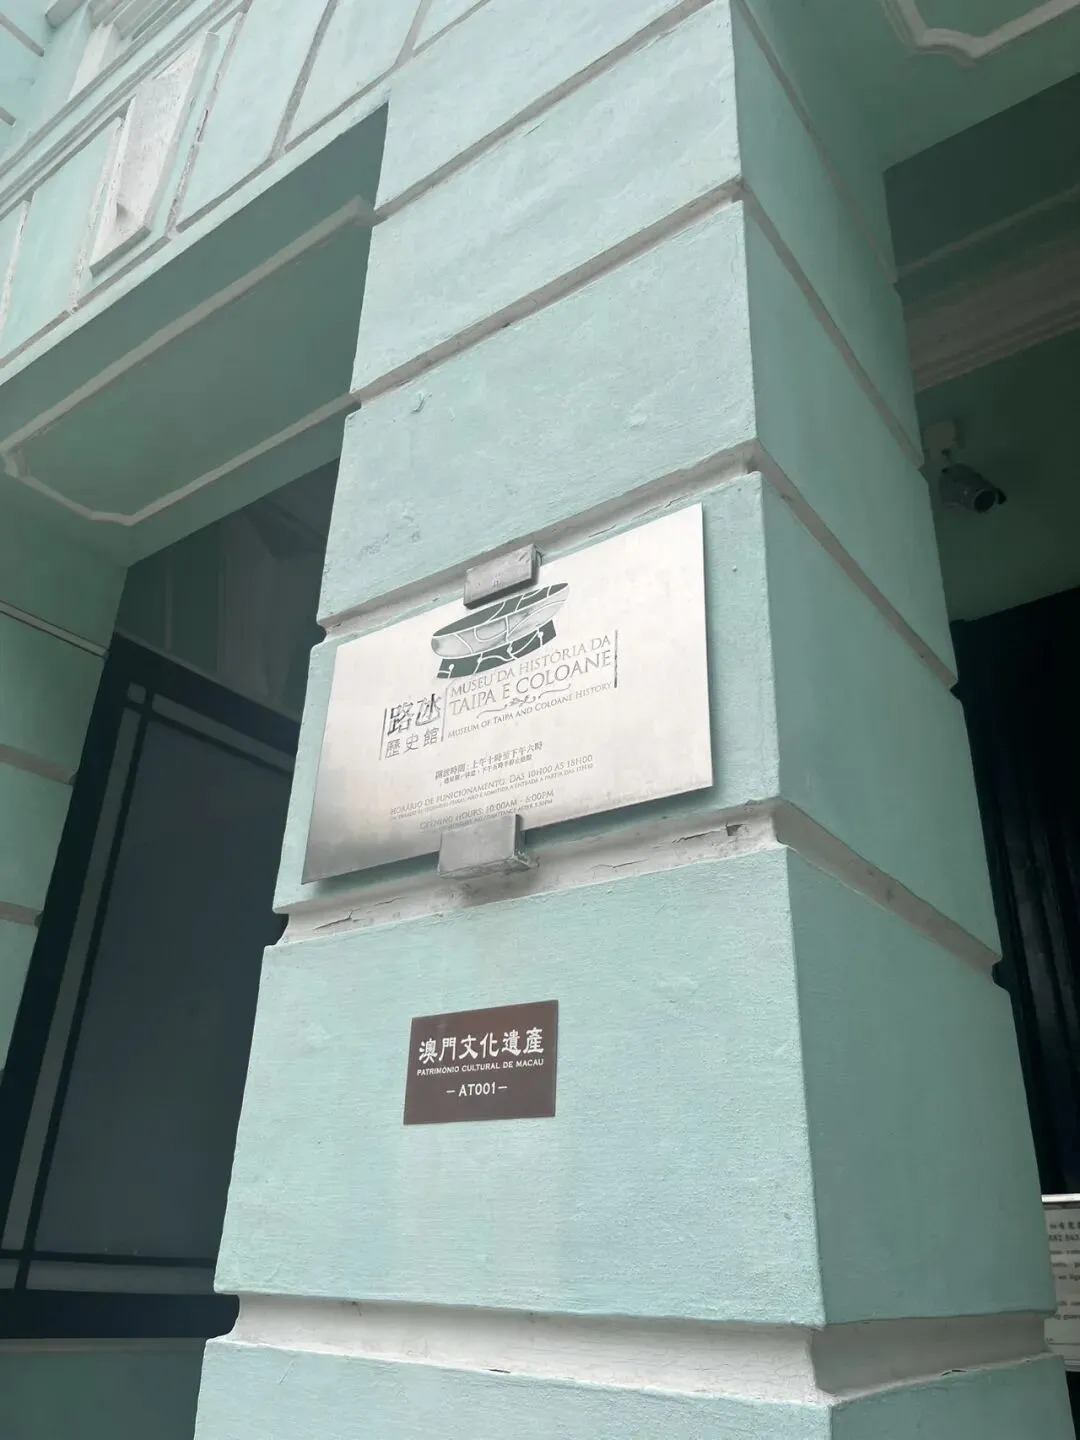 路氹
歷史館
MUSEU DA HISTÓRIA DA
TAIPA E COLOANE
MUSEUM OF TAIPA AND COLOANE HISTORY
開放時間：上午十時至下午六時
HORÁRIO DE FUNCIONAMENTO: DAS 10H00 ÀS 18H00
OPENING HOURS: 10:00AM - 6:00PM
澳門文化遺產
PATRIMÓNIO CULTURAL DE MACAU
– AT001 –